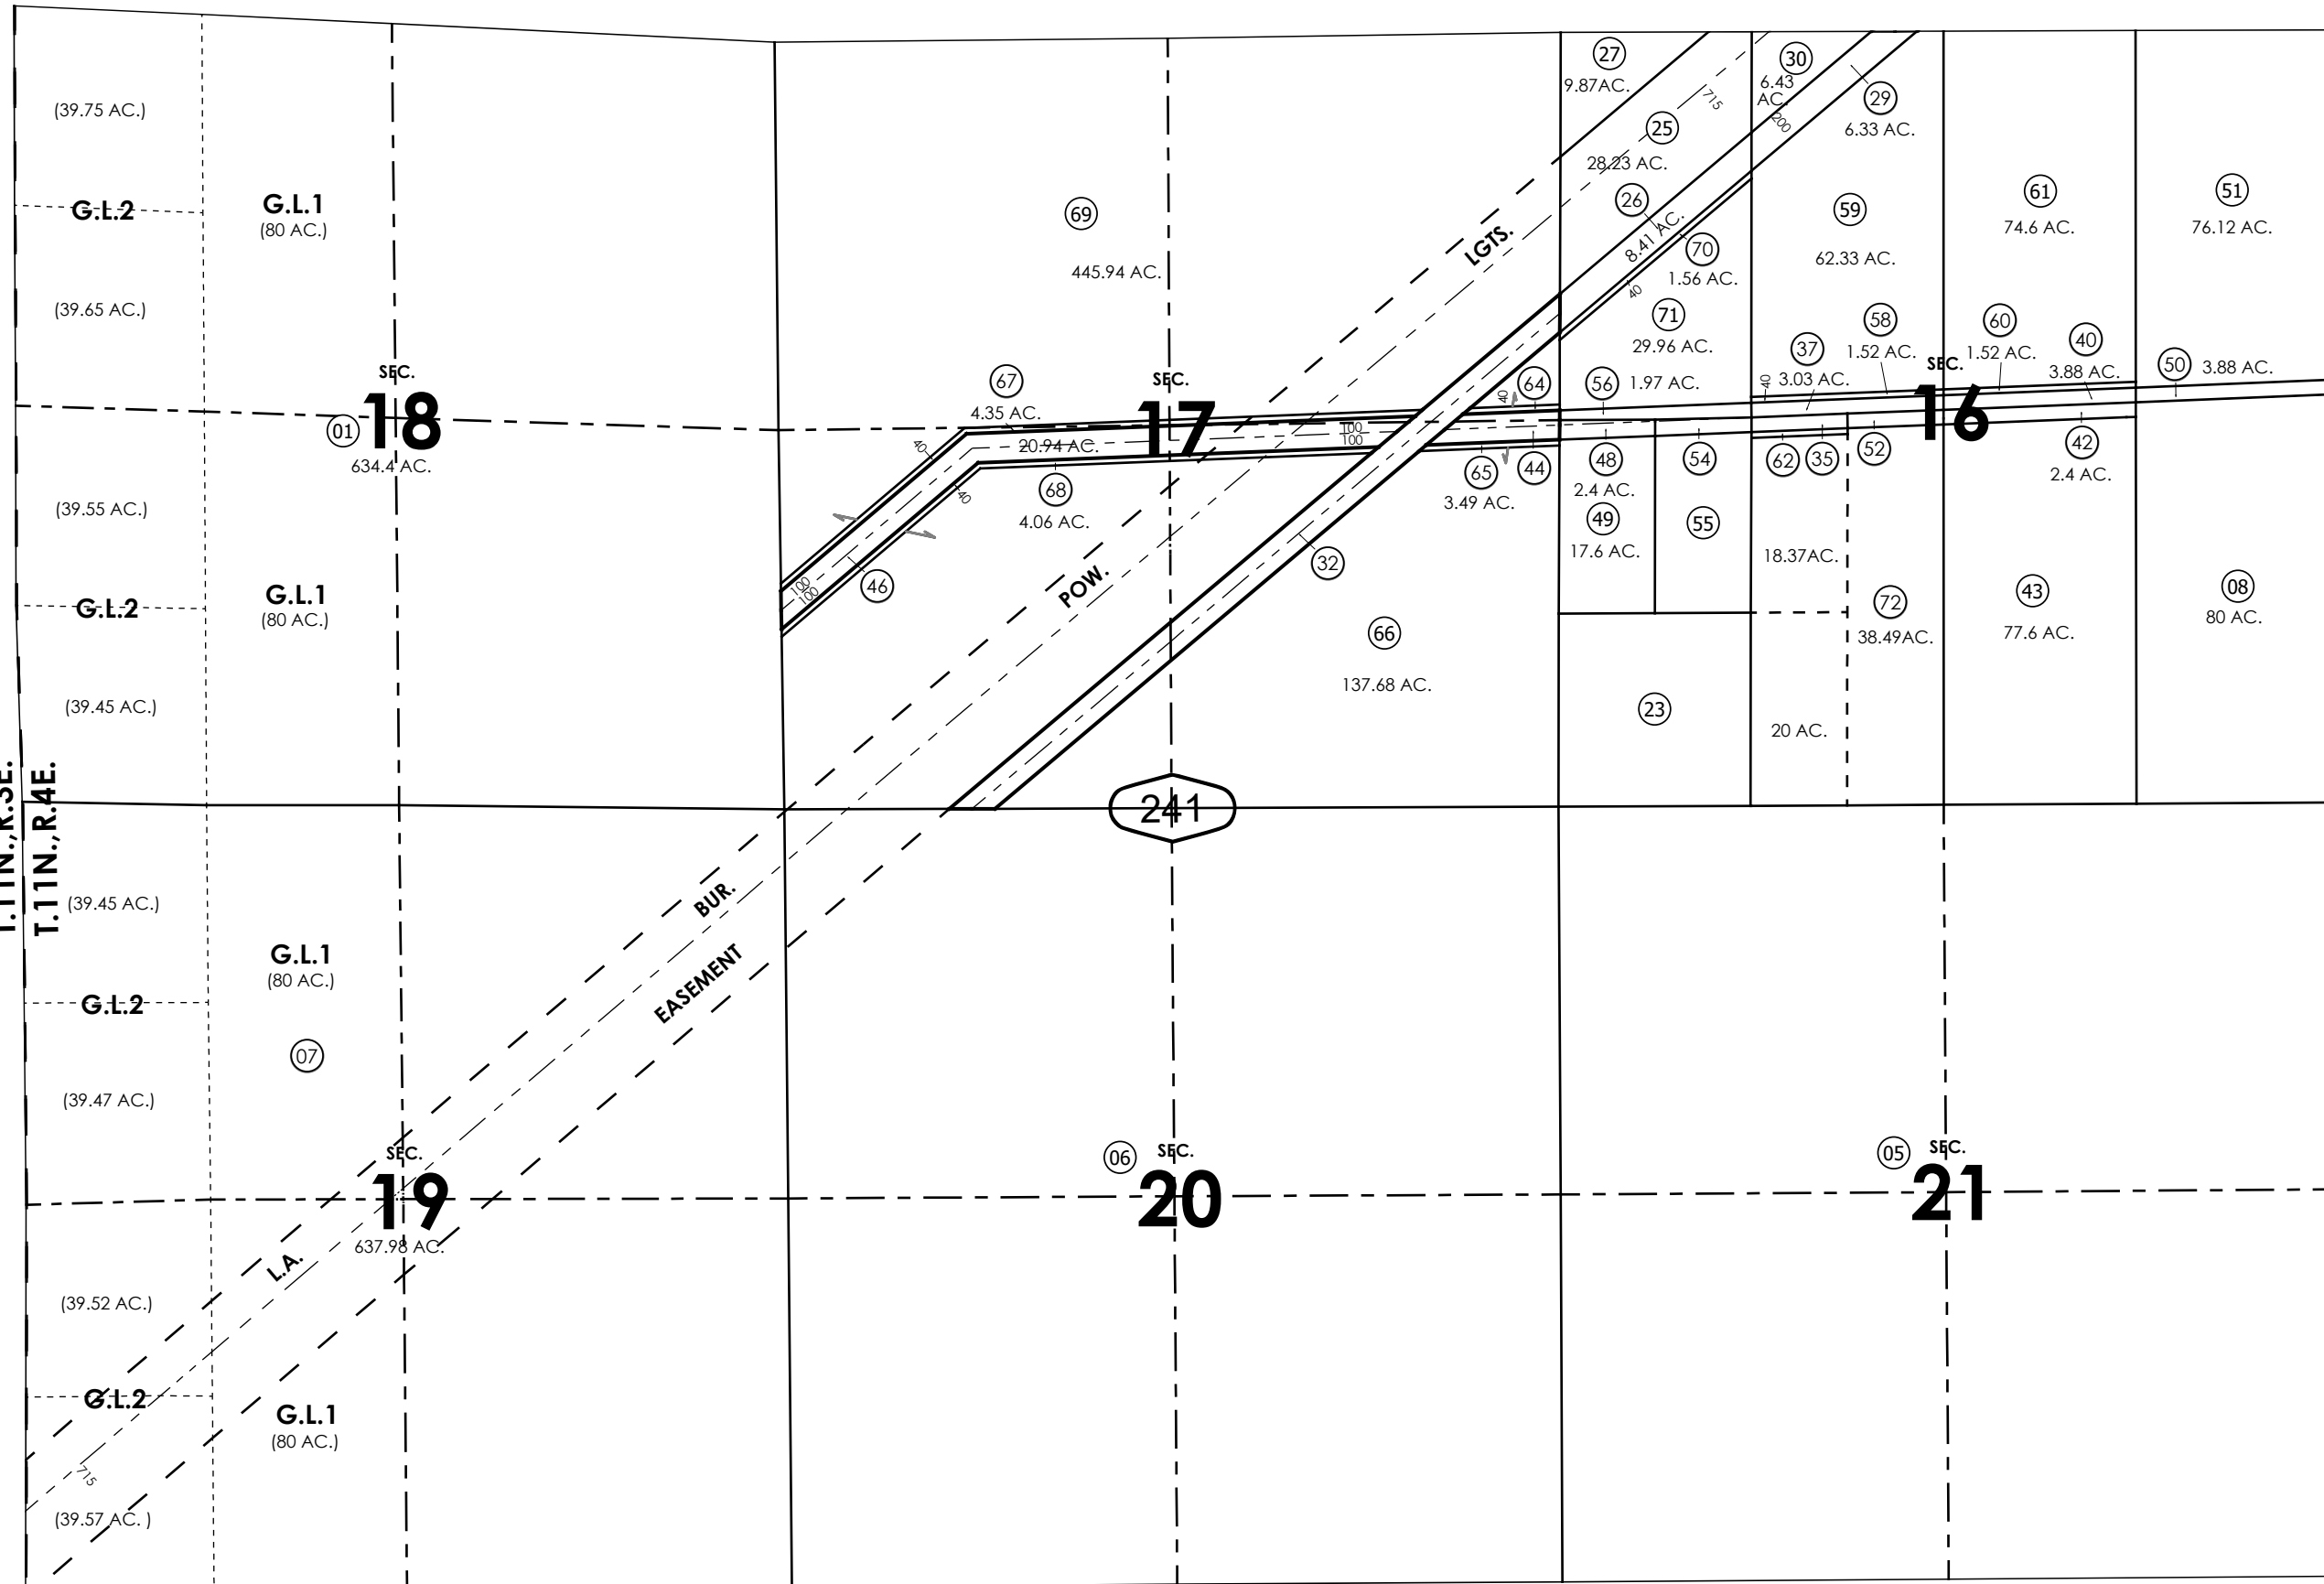 (39.75 AC.)
G.L.2
G.L.1
(80 AC.)
(39.65 AC.)
SEC.
18
01
634.4 AC.
(39.55 AC.)
G.L.2
G.L.1
(80 AC.)
(39.45 AC.)
T.11N.,R.3E.
T.11N.,R.4E.
69
445.94 AC.
LGTS.
67
4.35 AC.
SEC.
17
20.94 AC.
100
100
40
40
68
4.06 AC.
100
100
46
POW.
32
66
137.68 AC.
40
64
65
3.49 AC.
44
27
9.87AC.
25
28.23 AC.
715
26
8.41 AC.
70
1.56 AC.
40
71
29.96 AC.
56
1.97 AC.
48
2.4 AC.
49
17.6 AC.
54
55
23
30
6.43
AC.
29
6.33 AC.
200
59
62.33 AC.
58
1.52 AC.
37
3.03 AC.
40
SEC.
16
62
35
52
18.37AC.
72
38.49AC.
20 AC.
61
74.6 AC.
60
1.52 AC.
40
3.88 AC.
42
2.4 AC.
43
77.6 AC.
51
76.12 AC.
50
3.88 AC.
08
80 AC.
241
(39.45 AC.)
G.L.1
(80 AC.)
G.L.2
07
(39.47 AC.)
BUR.
EASEMENT
SEC.
19
637.98 AC.
L.A.
(39.52 AC.)
G.L.2
G.L.1
(80 AC.)
715
(39.57 AC. )
06
SEC.
20
05
SEC.
21